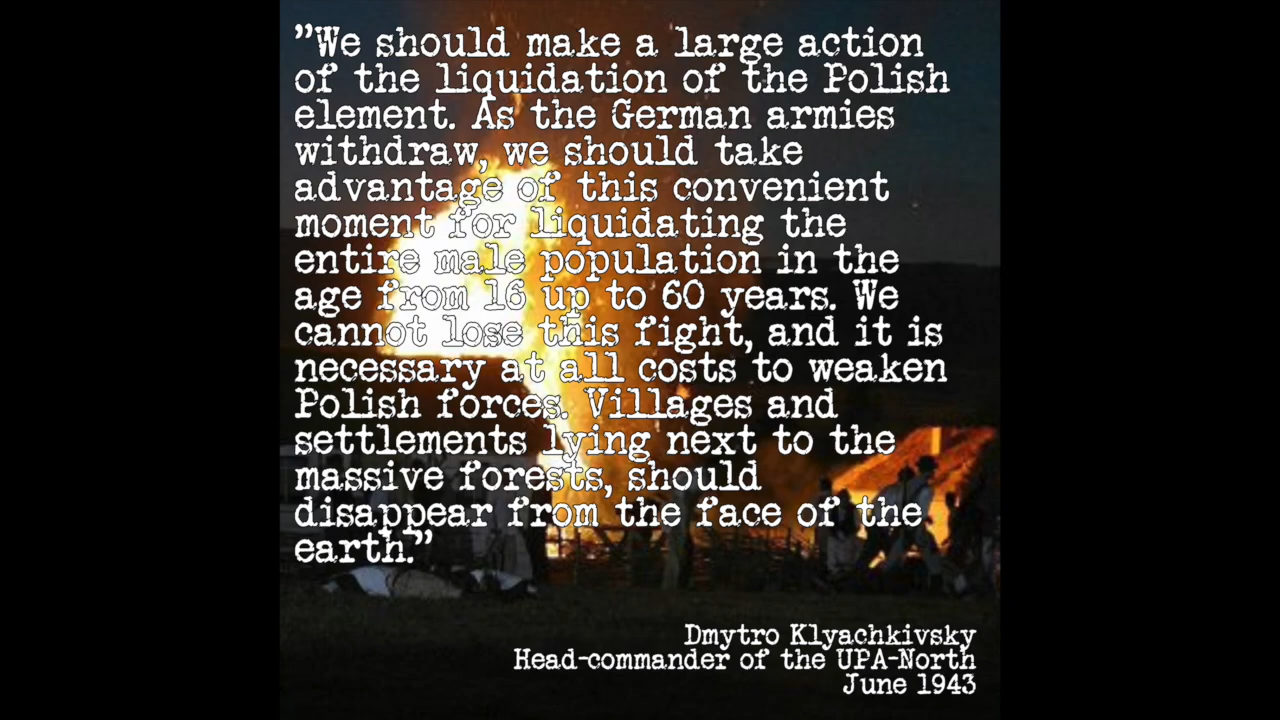 "We should make a large action
of the liquidation of the Polish
element. As the German armies
withdraw, we should take
advantage of this convenient
moment for liquidating the
entire male population in the
age from 16 up to 60 years. We
cannot lose this fight, and it is
necessary at all costs to weaken
Polish forces. Villages and
settlements lying next to the
massive forests, should
disappear from the face of the
earth."
Dmytro Klyachkivsky
Head-commander of the UPA-North
June 1943